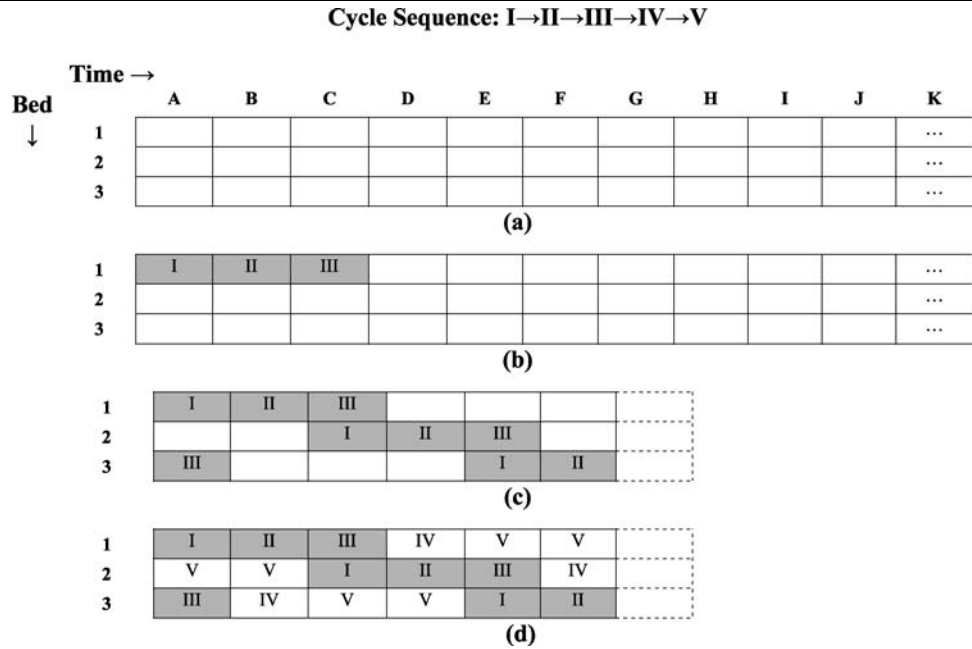 Cycle Sequence: I→II→III→IV→V
Time →
Bed
↓
A B C D E F G H I J K
1 ...
2 ...
3 ...
(a)
1 I II III ...
2 ...
3 ...
(b)
1 I II III
2 I II III
3 III I II
(c)
1 I II III IV V V
2 V V I II III IV
3 III IV V V I II
(d)